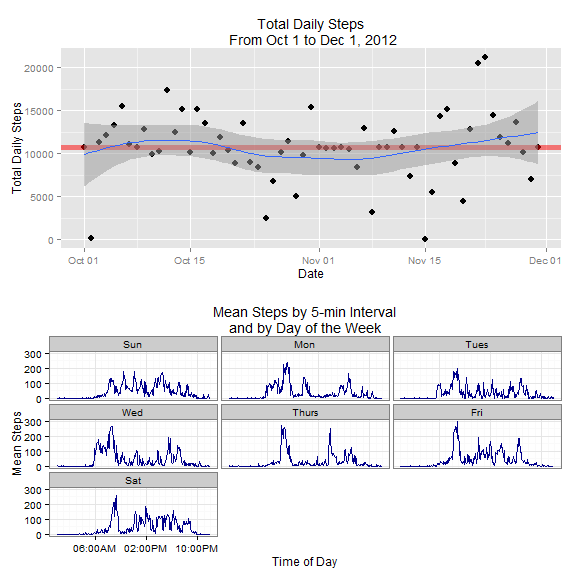 Total Daily Steps
From Oct 1 to Dec 1, 2012
Total Daily Steps
20000
15000
10000
5000
0
Oct 01 Oct 15 Nov 01 Nov 15 Dec 01
Date
Mean Steps by 5-min Interval
and by Day of the Week
Mean Steps
Sun Mon Tues
300
200
100
0
Wed Thurs Fri
300
200
100
0
Sat
300
200
100
0
06:00AM 02:00PM 10:00PM
Time of Day